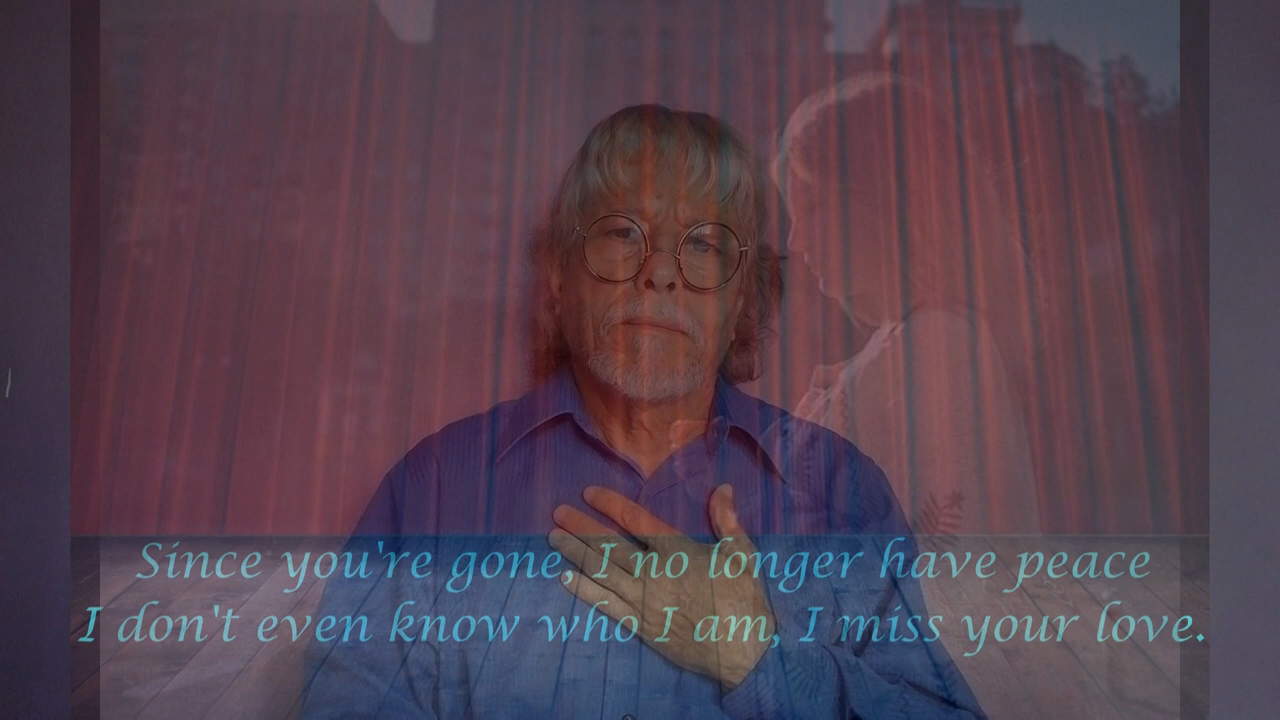 Since you're gone, I no longer have peace
I don't even know who I am, I miss your love.